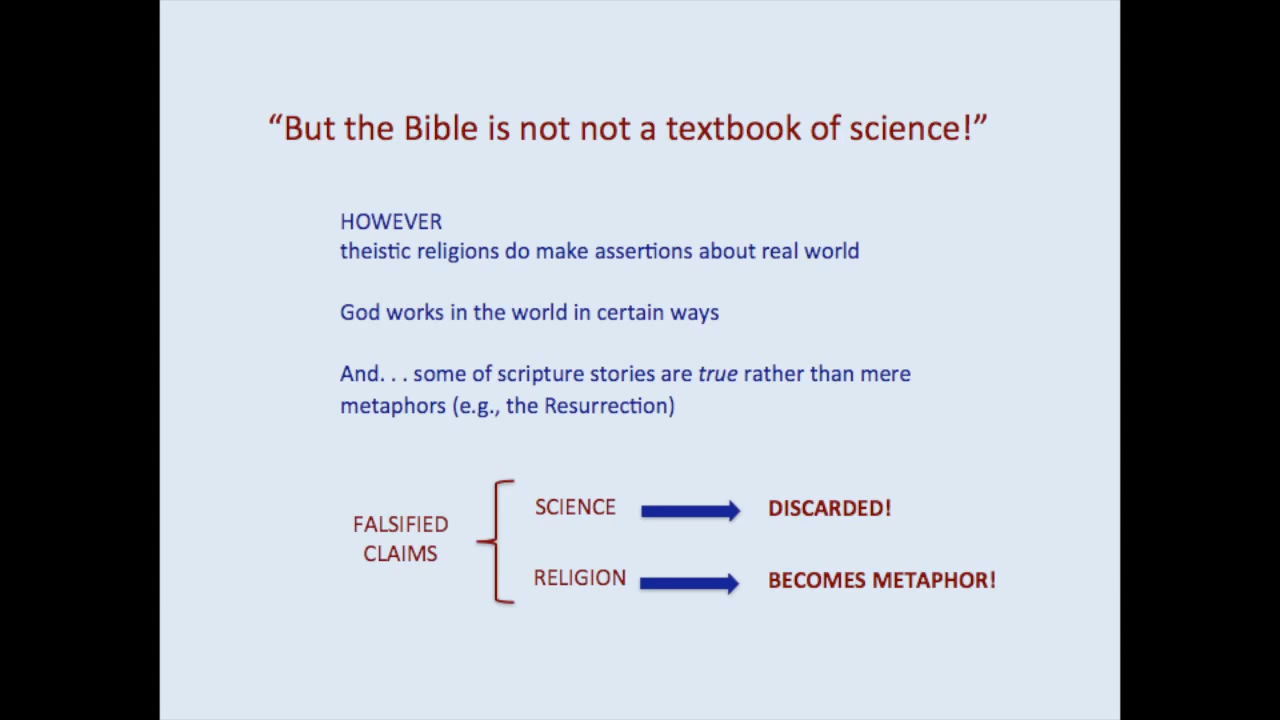 “But the Bible is not not a textbook of science!”
HOWEVER
theistic religions do make assertions about real world
God works in the world in certain ways
And. . . some of scripture stories are true rather than mere
metaphors (e.g., the Resurrection)
FALSIFIED
CLAIMS
SCIENCE
DISCARDED!
RELIGION
BECOMES METAPHOR!